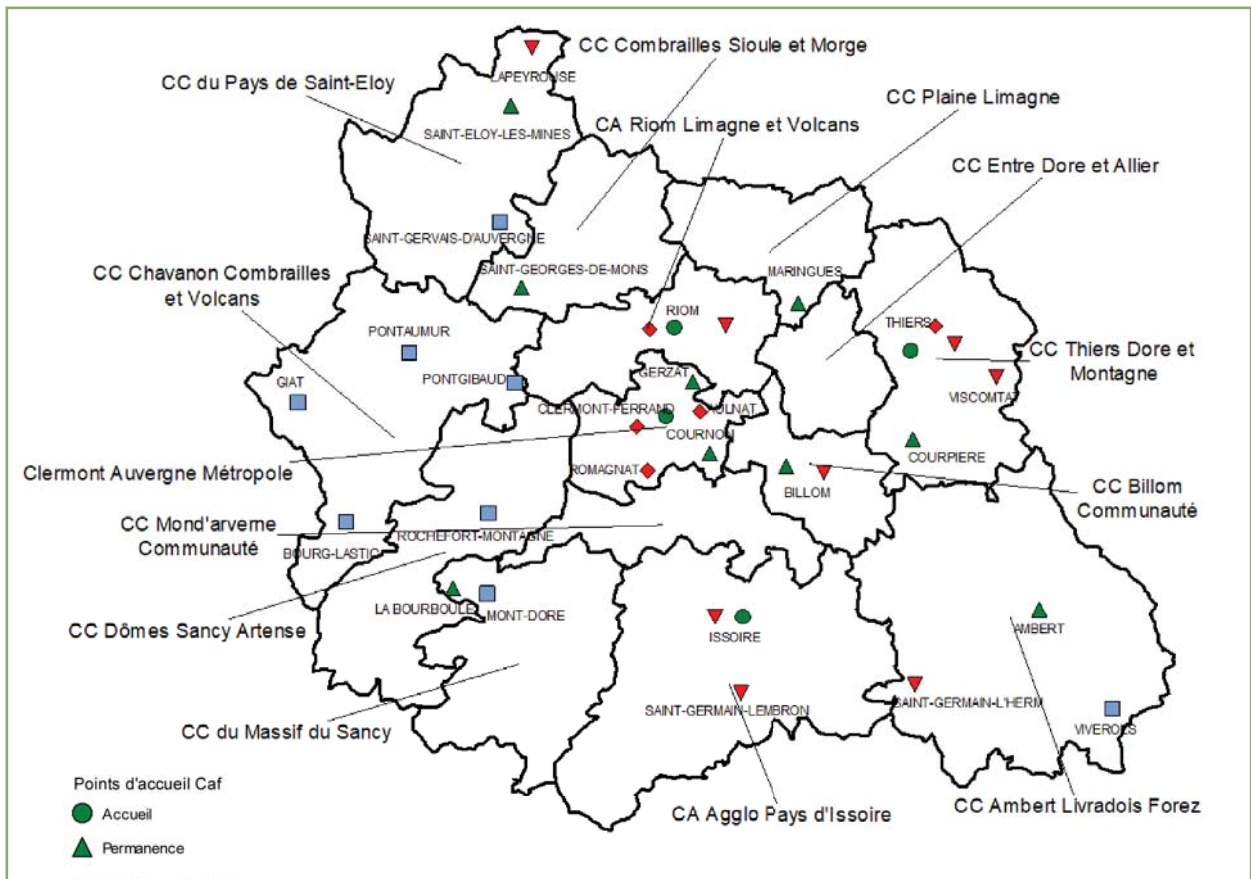 CC Combrailles Sioule et Morge
LAPEYROUSE
CC du Pays de Saint-Eloy
CC Plaine Limagne
SAINT-ELOY-LES-MINES
CA Riom Limagne et Volcans
CC Entre Dore et Allier
SAINT-GERVAIS-D'AUVERGNE
CC Chavanon Combrailles
et Volcans
SAINT-GEORGES-DE-MONS
MARINGUES
RIOM
THIERS
PONTAUMUR
CC Thiers Dore et
Montagne
GERZAT
GIAT
PONTGIBAUD
VISCOMTAT
CLERMONT-FERRAND
AULNAT
COURNON
COURPIERE
Clermont Auvergne Métropole
ROMAGNAT
BILLOM
CC Billom
Communauté
CC Mond'arverne
Communauté
ROCHEFORT-MONTAGNE
BOURG-LASTIC
LA BOURBOULE
MONT-DORE
CC Dômes Sancy Artense
ISSOIRE
AMBERT
SAINT-GERMAIN-LEMBRON
SAINT-GERMAIN-L'HERM
VIVEROLS
CC du Massif du Sancy
CC Ambert Livradois Forez
CA Agglo Pays d'Issoire
Points d'accueil Caf
Accueil
Permanence